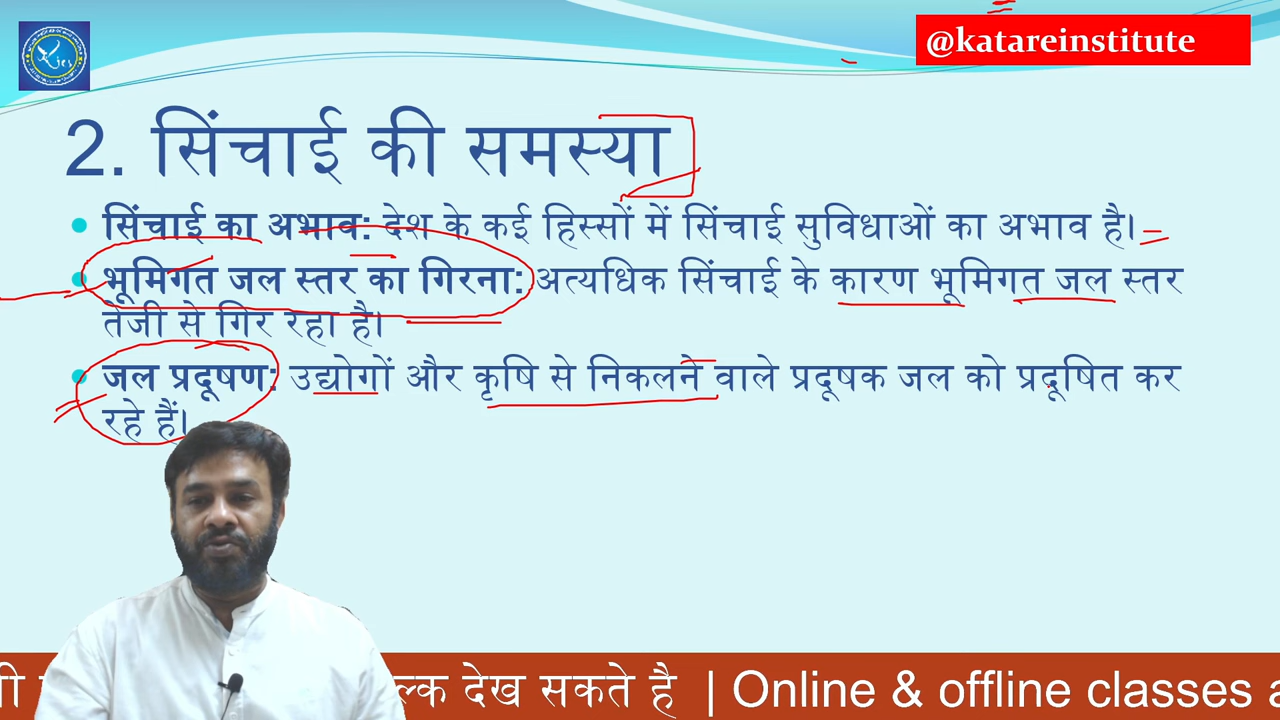 @katareinstitute
2. सिंचाई की समस्या
सिंचाई का अभाव: देश के कई हिस्सों में सिंचाई सुविधाओं का अभाव है।
भूमिगत जल स्तर का गिरना: अत्यधिक सिंचाई के कारण भूमिगत जल स्तर
तेजी से गिर रहा है।
जल प्रदूषण: उद्योगों और कृषि से निकलने वाले प्रदूषक जल को प्रदूषित कर
रहे हैं।
देख सकते है | Online & offline classes